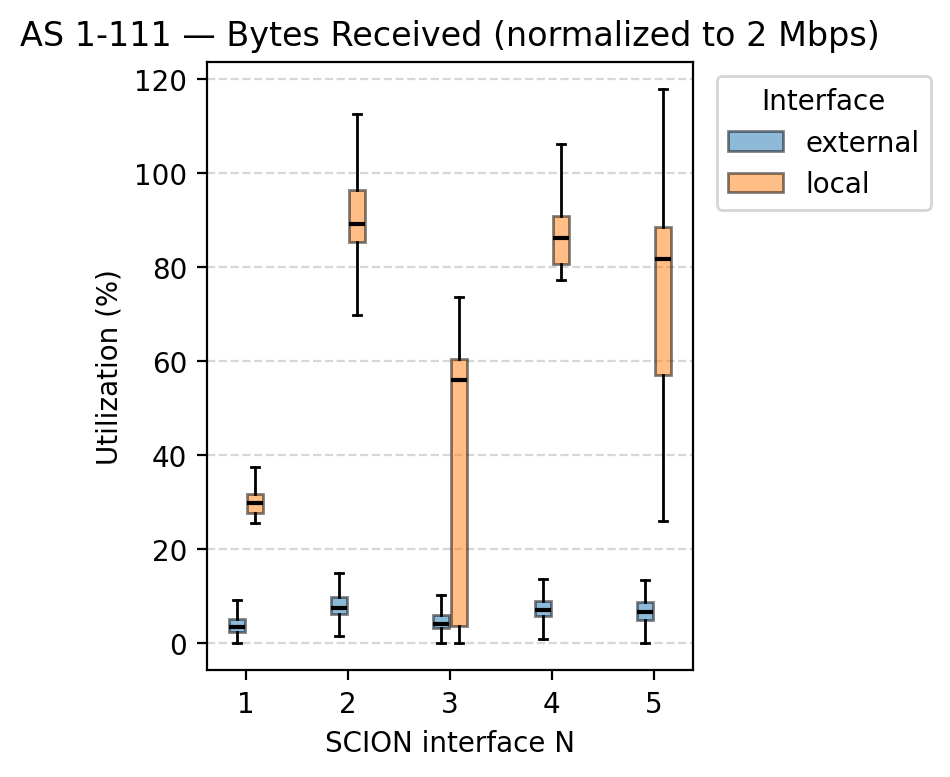 AS 1-111 — Bytes Received (normalized to 2 Mbps)
Utilization (%)
120
100
80
60
40
20
0
1 2 3 4 5
SCION interface N
Interface
external
local